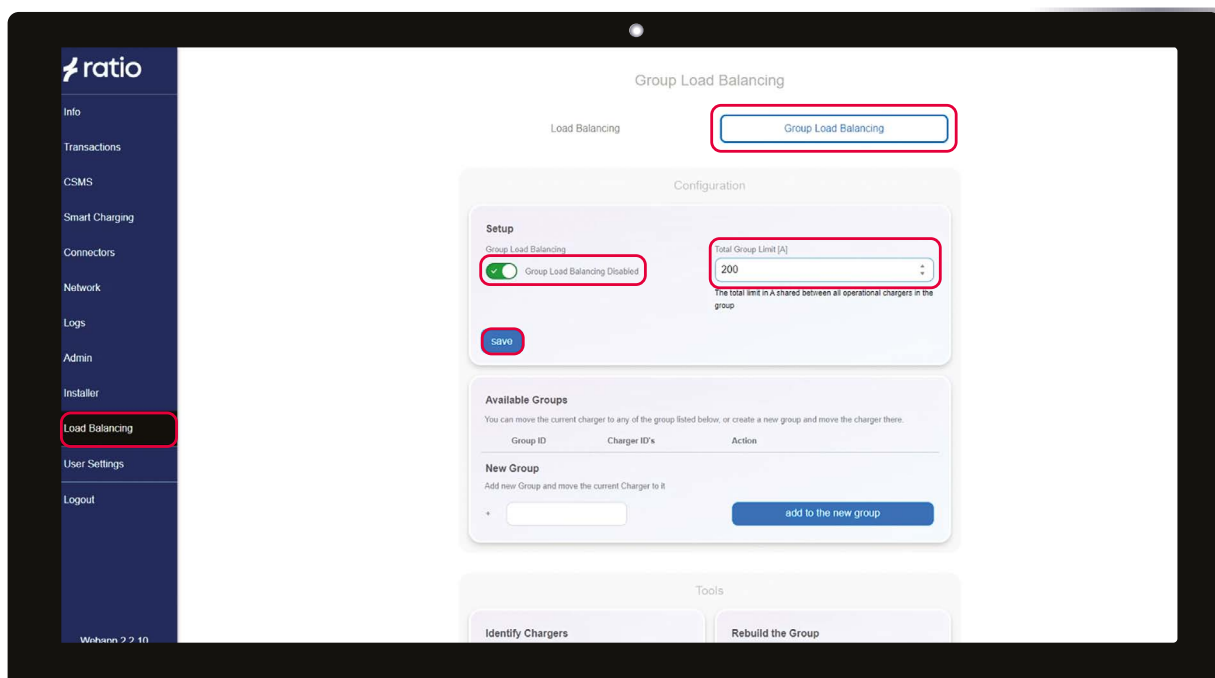 ratio
Info
Transactions
CSMS
Smart Charging
Connectors
Network
Logs
Admin
Installer
Load Balancing
User Settings
Logout
Webapp 2.2.10
Group Load Balancing
Load Balancing
Group Load Balancing
Configuration
Setup
Group Load Balancing
Group Load Balancing Disabled
Total Group Limit [A]
200
The total limit in A shared between all operational chargers in the
group
save
Available Groups
You can move the current charger to any of the group listed below, or create a new group and move the charger there.
Group ID Charger ID's Action
New Group
Add new Group and move the current Charger to it
+
add to the new group
Tools
Identify Chargers
Rebuild the Group